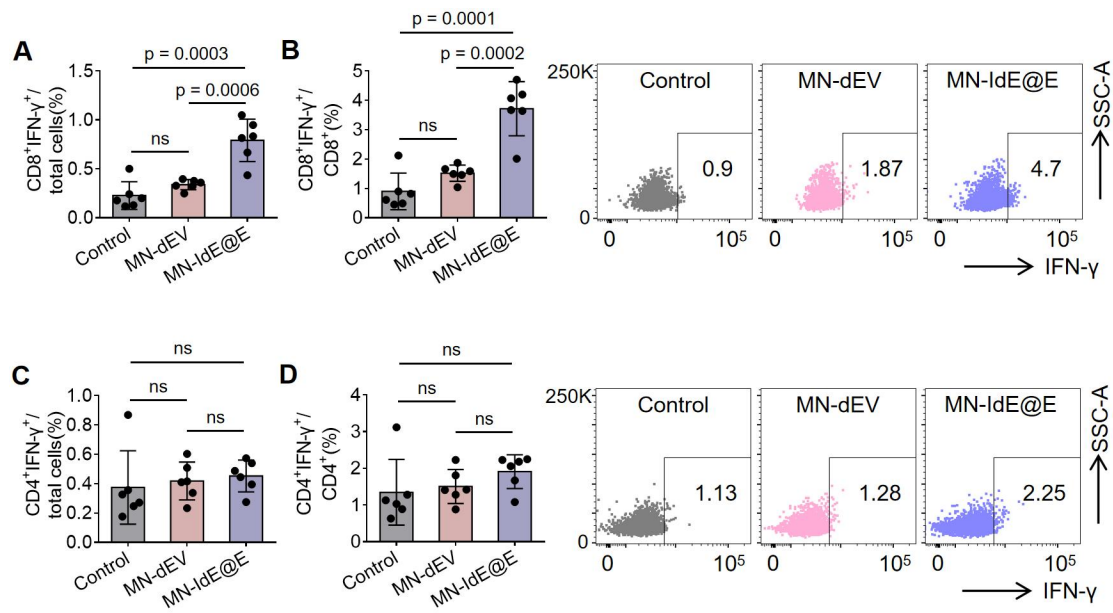 A
p = 0.0003
p = 0.0006
ns
CD8⁺IFN-γ⁺/
total cells(%)
1.5
1.0
0.5
0.0
Control
MN-dEV
MN-IdE@E
B
p = 0.0001
p = 0.0002
ns
CD8⁺IFN-γ⁺/
CD8⁺(%)
5
4
3
2
1
0
Control
MN-dEV
MN-IdE@E
250K
0
Control
0.9
0
10⁵
MN-dEV
1.87
0
10⁵
MN-IdE@E
4.7
0
10⁵
SSC-A
IFN-γ
C
ns
ns
ns
CD4⁺IFN-γ⁺/
total cells(%)
1.0
0.8
0.6
0.4
0.2
0
Control
MN-dEV
MN-IdE@E
D
ns
ns
ns
CD4⁺IFN-γ⁺/
CD4⁺(%)
4
3
2
1
0
Control
MN-dEV
MN-IdE@E
250K
0
Control
1.13
0
10⁵
MN-dEV
1.28
0
10⁵
MN-IdE@E
2.25
0
10⁵
SSC-A
IFN-γ